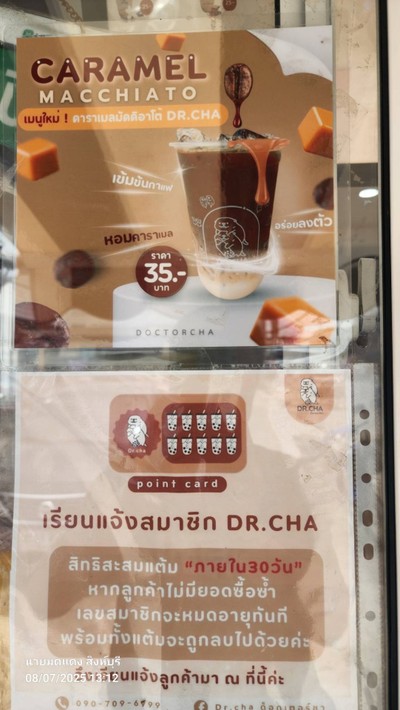 CARAMEL
MACCHIATO
เมนูใหม่ ! คาราเมลมัคคิอาโต้ DR.CHA
เข้มข้นกาแฟ
อร่อยลงตัว
หอมคาราเมล
ราคา
35.-
บาท
DOCTORCHA
DR.CHA
Dr.cha
point card
เรียนแจ้งสมาชิก DR.CHA
สิทธิสะสมแต้ม "ภายใน30วัน"
หากลูกค้าไม่มียอดซื้อซ้ำ
เลขสมาชิกจะหมดอายุทันที
พร้อมทั้งแต้มจะถูกลบไปด้วยค่ะ
แจ้งลูกค้ามา ณ ที่นี้ค่ะ
08/07/2025 13:12
Dr.cha